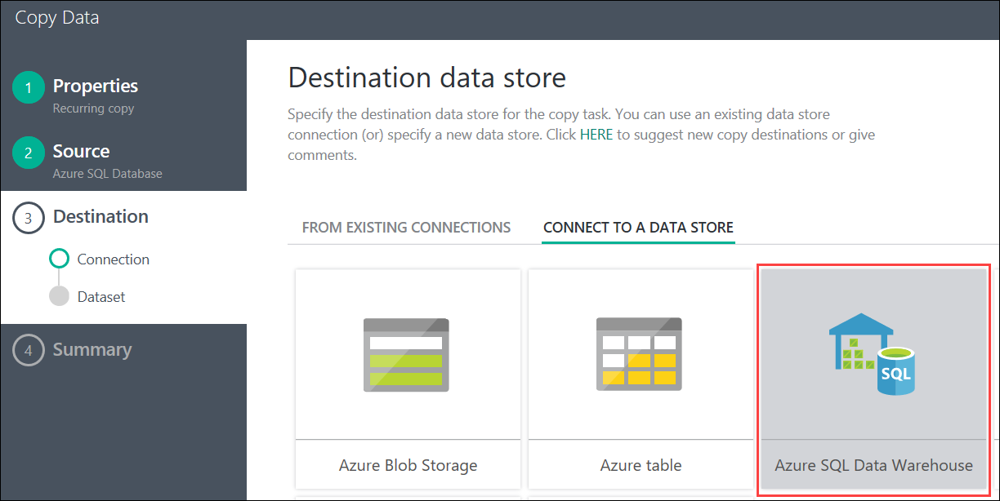 Copy Data
1 Properties
Recurring copy
2 Source
Azure SQL Database
3 Destination
Connection
Dataset
4 Summary
Destination data store
Specify the destination data store for the copy task. You can use an existing data store
connection (or) specify a new data store. Click HERE to suggest new copy destinations or give
comments.
FROM EXISTING CONNECTIONS CONNECT TO A DATA STORE
SQL
Azure Blob Storage Azure table Azure SQL Data Warehouse